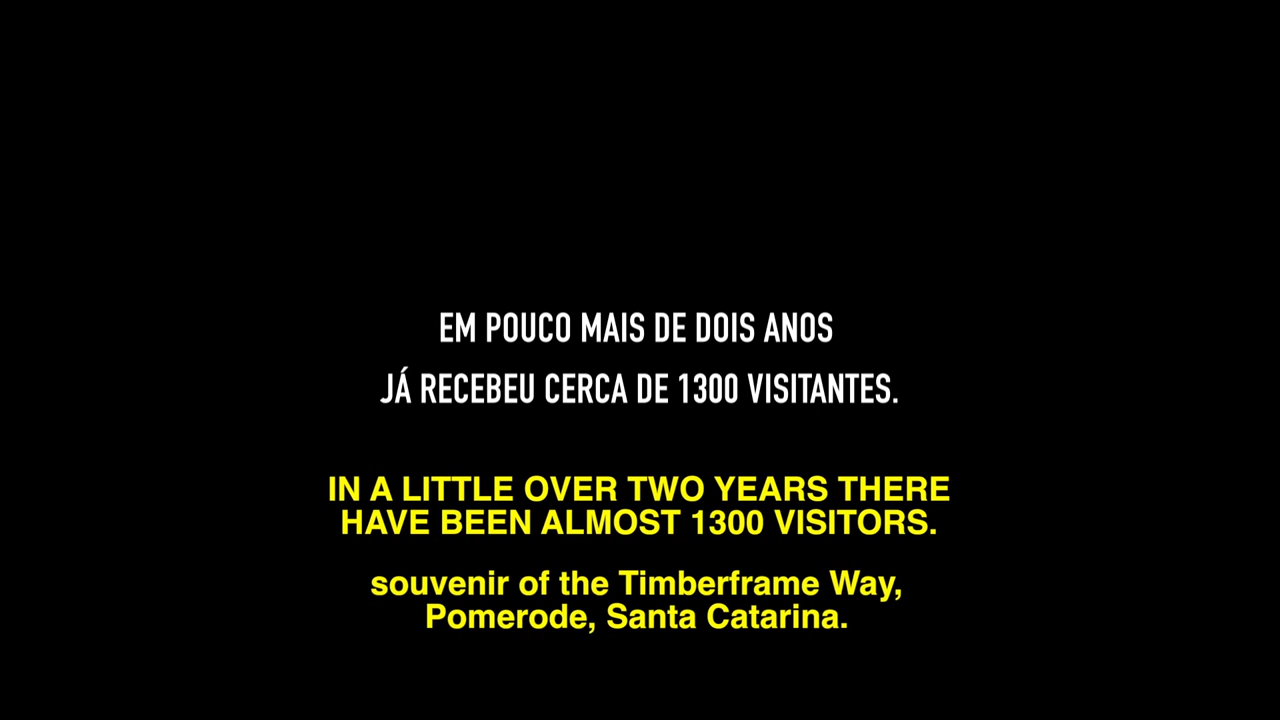 EM POUCO MAIS DE DOIS ANOS
JÁ RECEBEU CERCA DE 1300 VISITANTES.
IN A LITTLE OVER TWO YEARS THERE
HAVE BEEN ALMOST 1300 VISITORS.
souvenir of the Timberframe Way,
Pomerode, Santa Catarina.